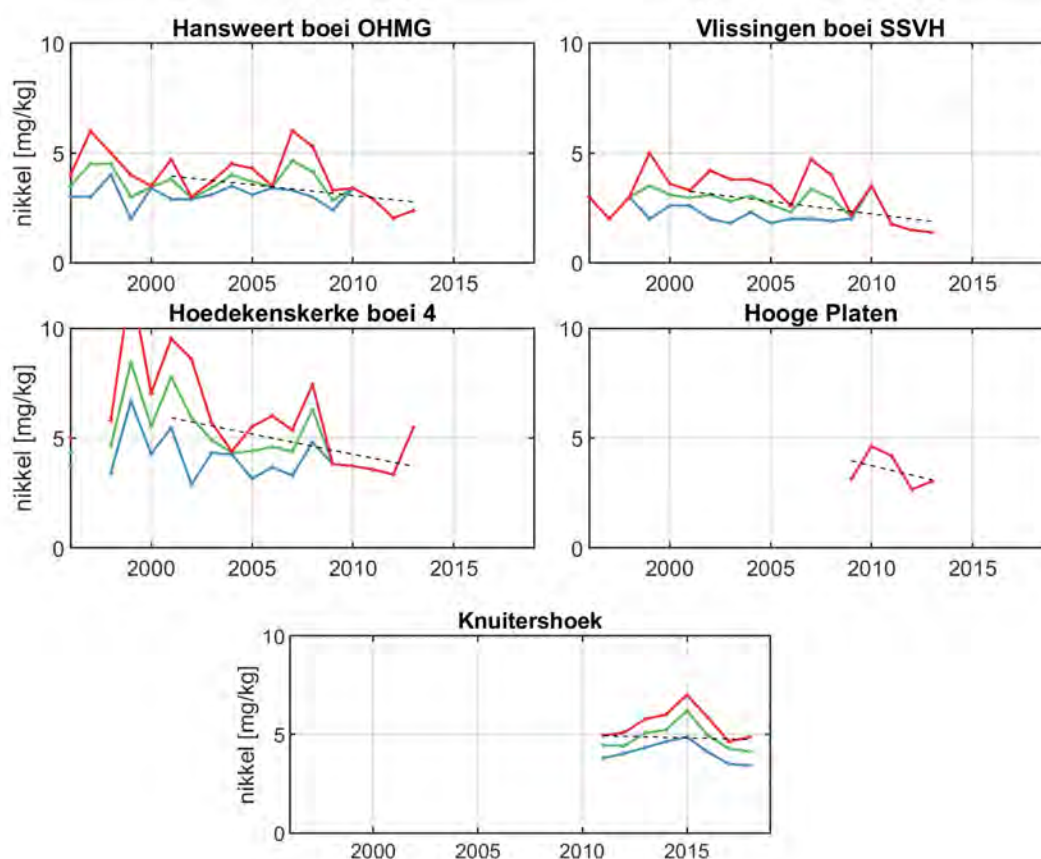 Hansweert boei OHMG
Vlissingen boei SSVH
nikkel [mg/kg]
10
5
0
2000 2005 2010 2015
10
5
0
2000 2005 2010 2015
Hoedekenskerke boei 4
Hooge Platen
nikkel [mg/kg]
10
5
0
2000 2005 2010 2015
10
5
0
2000 2005 2010 2015
Knuitershoek
nikkel [mg/kg]
10
5
0
2000 2005 2010 2015